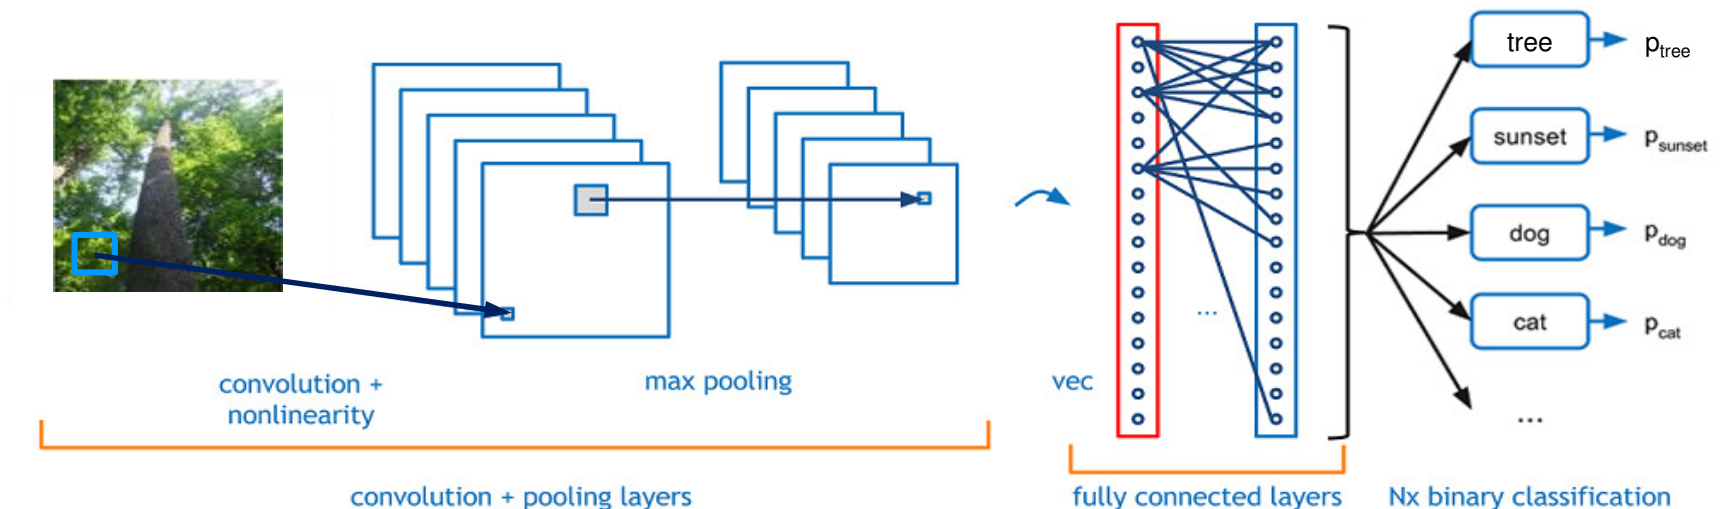 tree
p_tree
sunset
p_sunset
dog
p_dog
cat
p_cat
...
...
convolution +
nonlinearity
max pooling
vec
convolution + pooling layers
fully connected layers
Nx binary classification